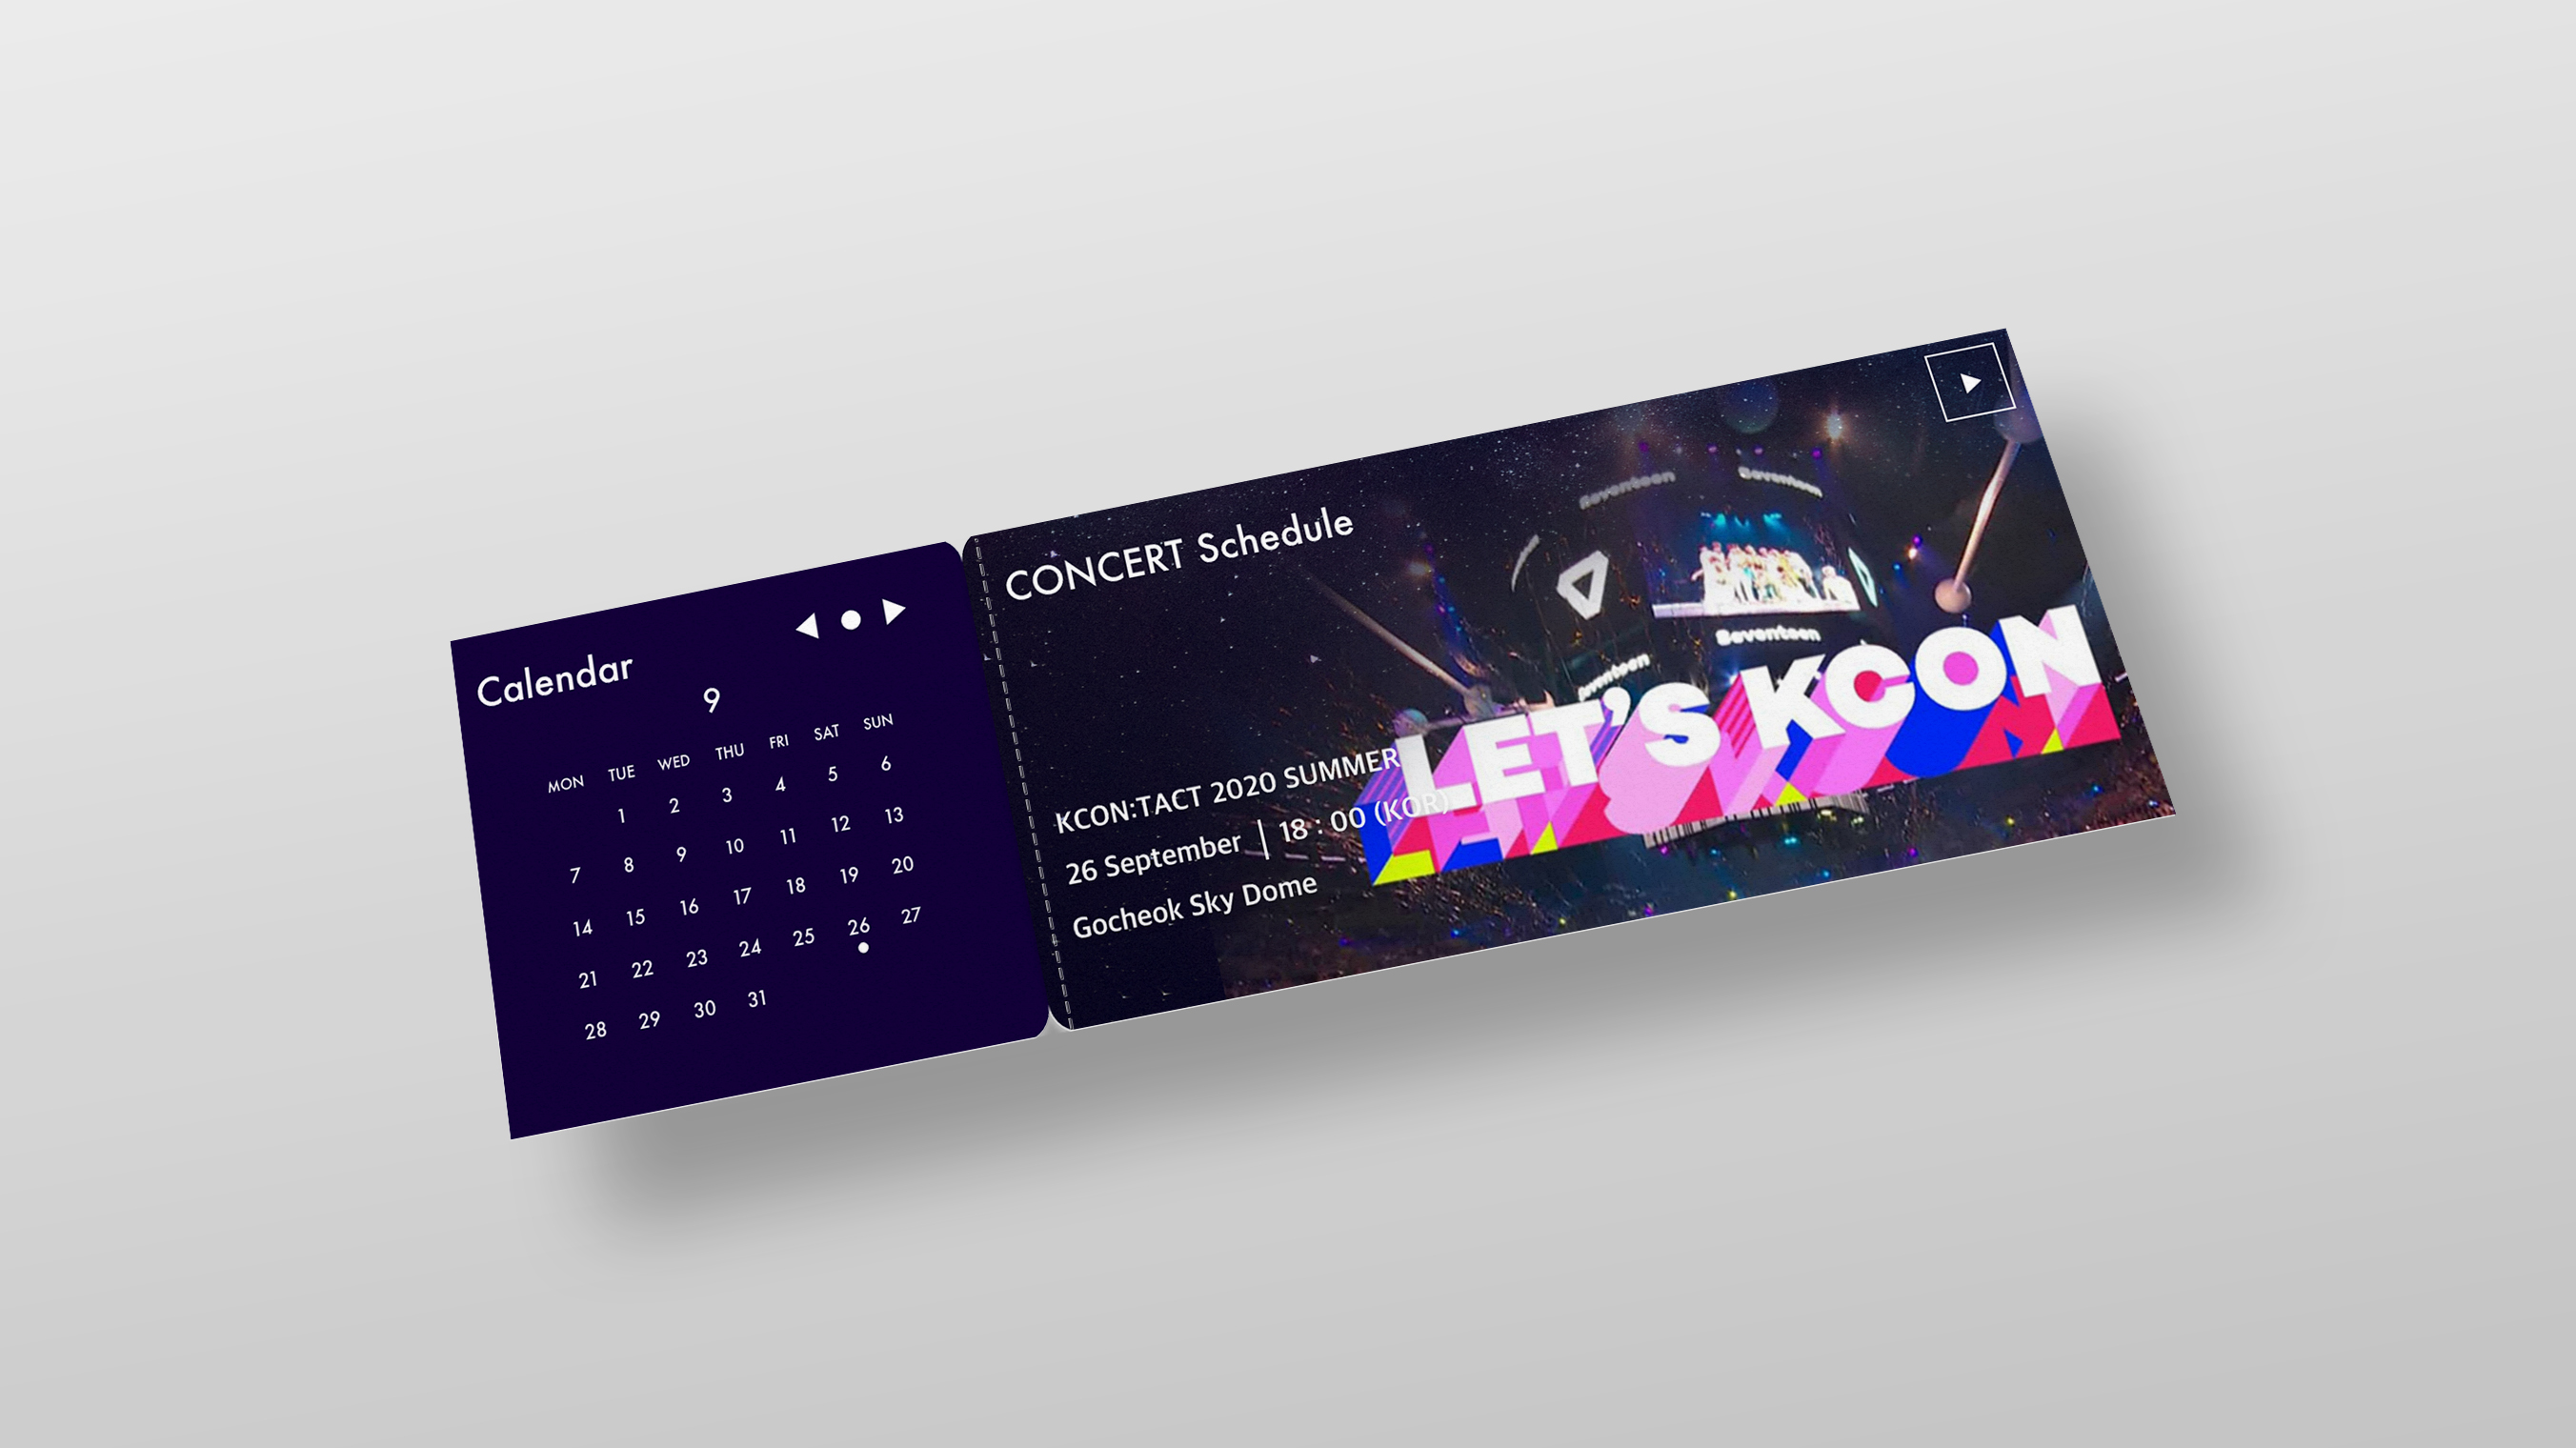 Calendar
9
MON TUE WED THU FRI SAT SUN
1 2 3 4 5 6
7 8 9 10 11 12 13
14 15 16 17 18 19 20
21 22 23 24 25 26 27
28 29 30 31
CONCERT Schedule
Seventeen
Seventeen
Seventeen
LET'S KCON
KCON:TACT 2020 SUMMER
26 September | 18 : 00 (KOR)
Gocheok Sky Dome